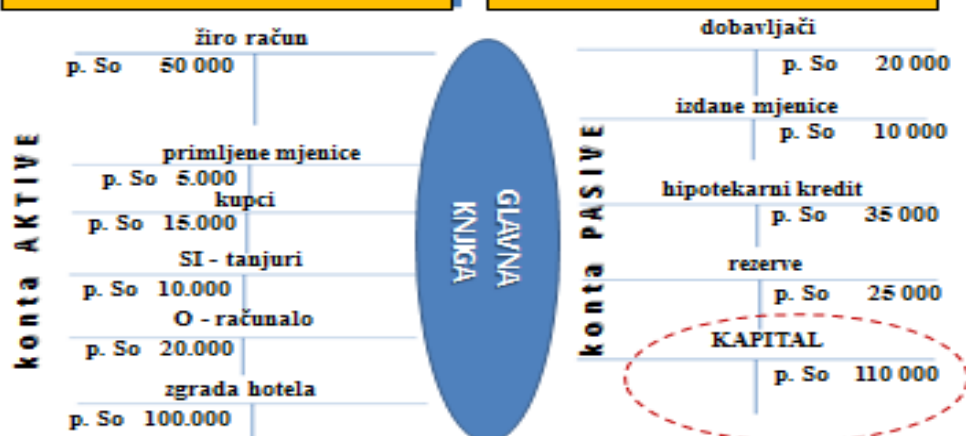 žiro račun
p. So 50 000
primljene mjenice
p. So 5.000
kupci
p. So 15.000
SI - tanjuri
p. So 10.000
O - računalo
p. So 20.000
zgrada hotela
p. So 100.000
konta AKTIVE
GLAVNA
KNJIGA
konta PASIVE
dobavljači
p. So 20 000
izdane mjenice
p. So 10 000
hipotekarni kredit
p. So 35 000
rezerve
p. So 25 000
KAPITAL
p. So 110 000